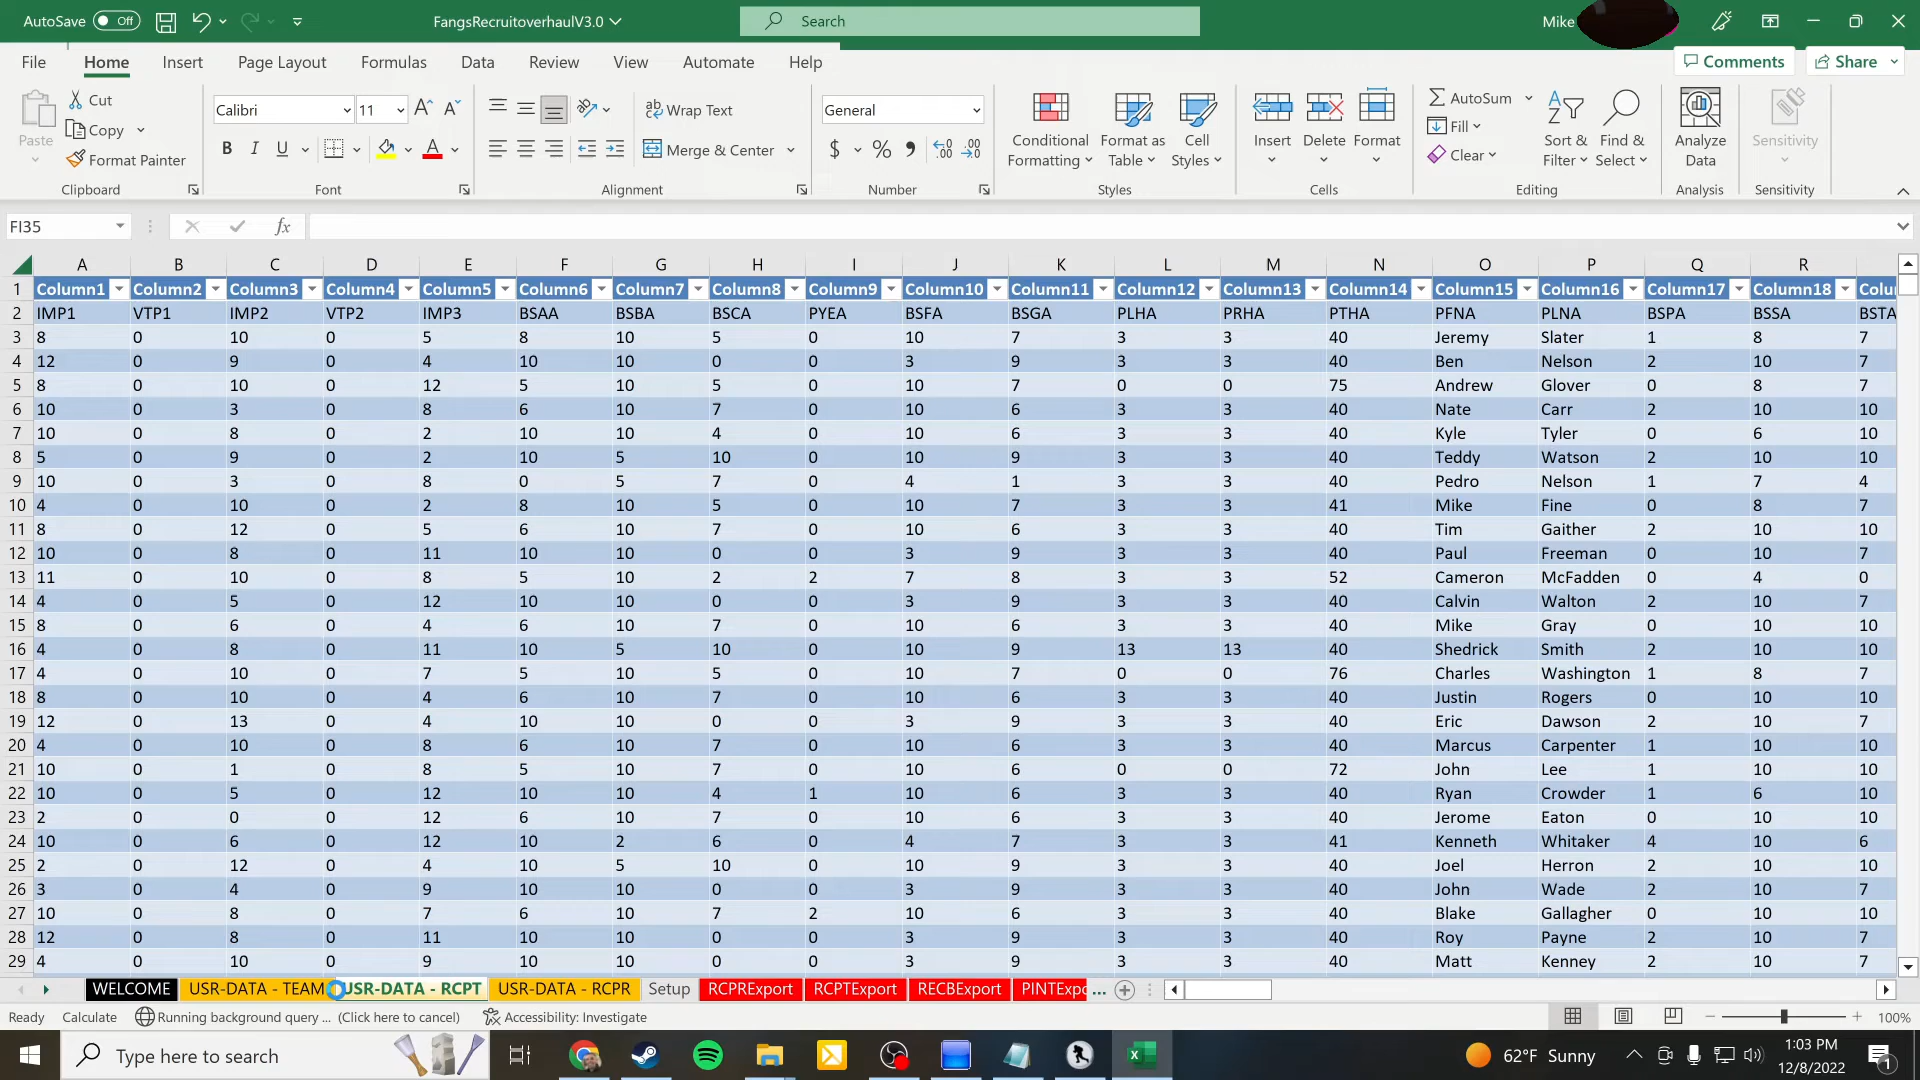 AutoSave Off FangsRecruitoverhaulV3.0 Search Mike
File Home Insert Page Layout Formulas Data Review View Automate Help Comments Share
Paste Cut Copy Format Painter Calibri 11 B I U A Wrap Text Merge & Center General $ % Conditional Formatting Format as Table Cell Styles Insert Delete Format AutoSum Fill Clear Sort & Filter Find & Select Analyze Data Sensitivity
Clipboard Font Alignment Number Styles Cells Editing Analysis Sensitivity
FI35 fx
A B C D E F G H I J K L M N O P Q R
1 Column1 Column2 Column3 Column4 Column5 Column6 Column7 Column8 Column9 Column10 Column11 Column12 Column13 Column14 Column15 Column16 Column17 Column18 Colu
2 IMP1 VTP1 IMP2 VTP2 IMP3 BSAA BSBA BSCA PYEA BSFA BSGA PLHA PRHA PTHA PFNA PLNA BSPA BSSA BSTA
3 8 0 10 0 5 8 10 5 0 10 7 3 3 40 Jeremy Slater 1 8 7
4 12 0 9 0 4 10 10 0 0 3 9 3 3 40 Ben Nelson 2 10 7
5 8 0 10 0 12 5 10 5 0 10 7 0 0 75 Andrew Glover 0 8 7
6 10 0 3 0 8 6 10 7 0 10 6 3 3 40 Nate Carr 2 10 10
7 10 0 8 0 2 10 10 4 0 10 6 3 3 40 Kyle Tyler 0 6 10
8 5 0 9 0 2 10 5 10 0 10 9 3 3 40 Teddy Watson 2 10 10
9 10 0 3 0 8 0 5 7 0 4 1 3 3 40 Pedro Nelson 1 7 4
10 4 0 10 0 2 8 10 5 0 10 7 3 3 41 Mike Fine 0 8 7
11 8 0 12 0 5 6 10 7 0 10 6 3 3 40 Tim Gaither 2 10 10
12 10 0 8 0 11 10 10 0 0 3 9 3 3 40 Paul Freeman 0 10 7
13 11 0 10 0 8 5 10 2 2 7 8 3 3 52 Cameron McFadden 0 4 0
14 4 0 5 0 12 10 10 0 0 3 9 3 3 40 Calvin Walton 2 10 7
15 8 0 6 0 4 6 10 7 0 10 6 3 3 40 Mike Gray 0 10 10
16 4 0 8 0 11 10 5 10 0 10 9 13 13 40 Shedrick Smith 2 10 10
17 4 0 10 0 7 5 10 5 0 10 7 0 0 76 Charles Washington 1 8 7
18 8 0 10 0 4 6 10 7 0 10 6 3 3 40 Justin Rogers 0 10 10
19 12 0 13 0 4 10 10 0 0 3 9 3 3 40 Eric Dawson 2 10 7
20 4 0 10 0 8 6 10 7 0 10 6 3 3 40 Marcus Carpenter 1 10 10
21 10 0 1 0 8 5 10 7 0 10 6 0 0 72 John Lee 1 10 10
22 10 0 5 0 12 10 10 4 1 10 6 3 3 40 Ryan Crowder 1 6 10
23 2 0 0 0 12 6 10 7 0 10 6 3 3 40 Jerome Eaton 0 10 10
24 10 0 6 0 12 10 2 6 0 4 7 3 3 41 Kenneth Whitaker 4 10 6
25 2 0 12 0 4 10 5 10 0 10 9 3 3 40 Joel Herron 2 10 10
26 3 0 4 0 9 10 10 0 0 3 9 3 3 40 John Wade 2 10 7
27 10 0 8 0 7 6 10 7 2 10 6 3 3 40 Blake Gallagher 0 10 10
28 12 0 8 0 11 10 10 0 0 3 9 3 3 40 Roy Payne 2 10 7
29 4 0 10 0 9 10 10 0 0 3 9 3 3 40 Matt Kenney 2 10 7
WELCOME USR-DATA - TEAM USR-DATA - RCPT USR-DATA - RCPR Setup RCPRExport RCPTExport RECBExport PINTExpo ...
Ready Calculate Running background query ... (Click here to cancel) Accessibility: Investigate 100%
Type here to search 62°F Sunny 1:03 PM
12/8/2022 1